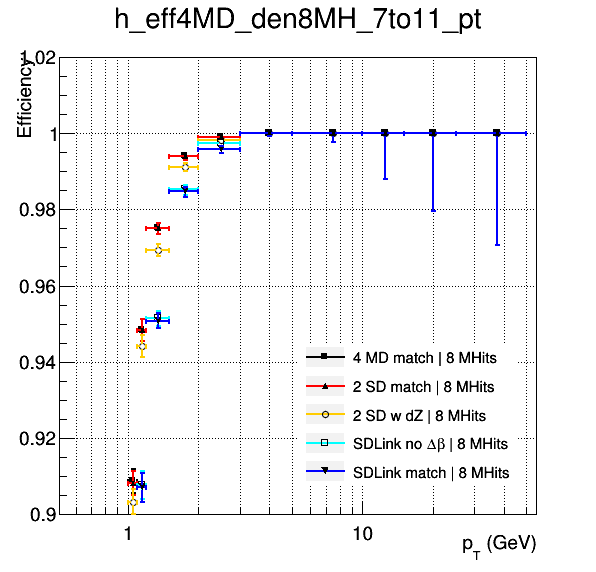 h_eff4MD_den8MH_7to11_pt
Efficiency
1.02
1
0.98
0.96
0.94
0.92
0.9
4 MD match | 8 MHits
2 SD match | 8 MHits
2 SD w dZ | 8 MHits
SDLink no Δβ | 8 MHits
SDLink match | 8 MHits
1
10
p_T (GeV)